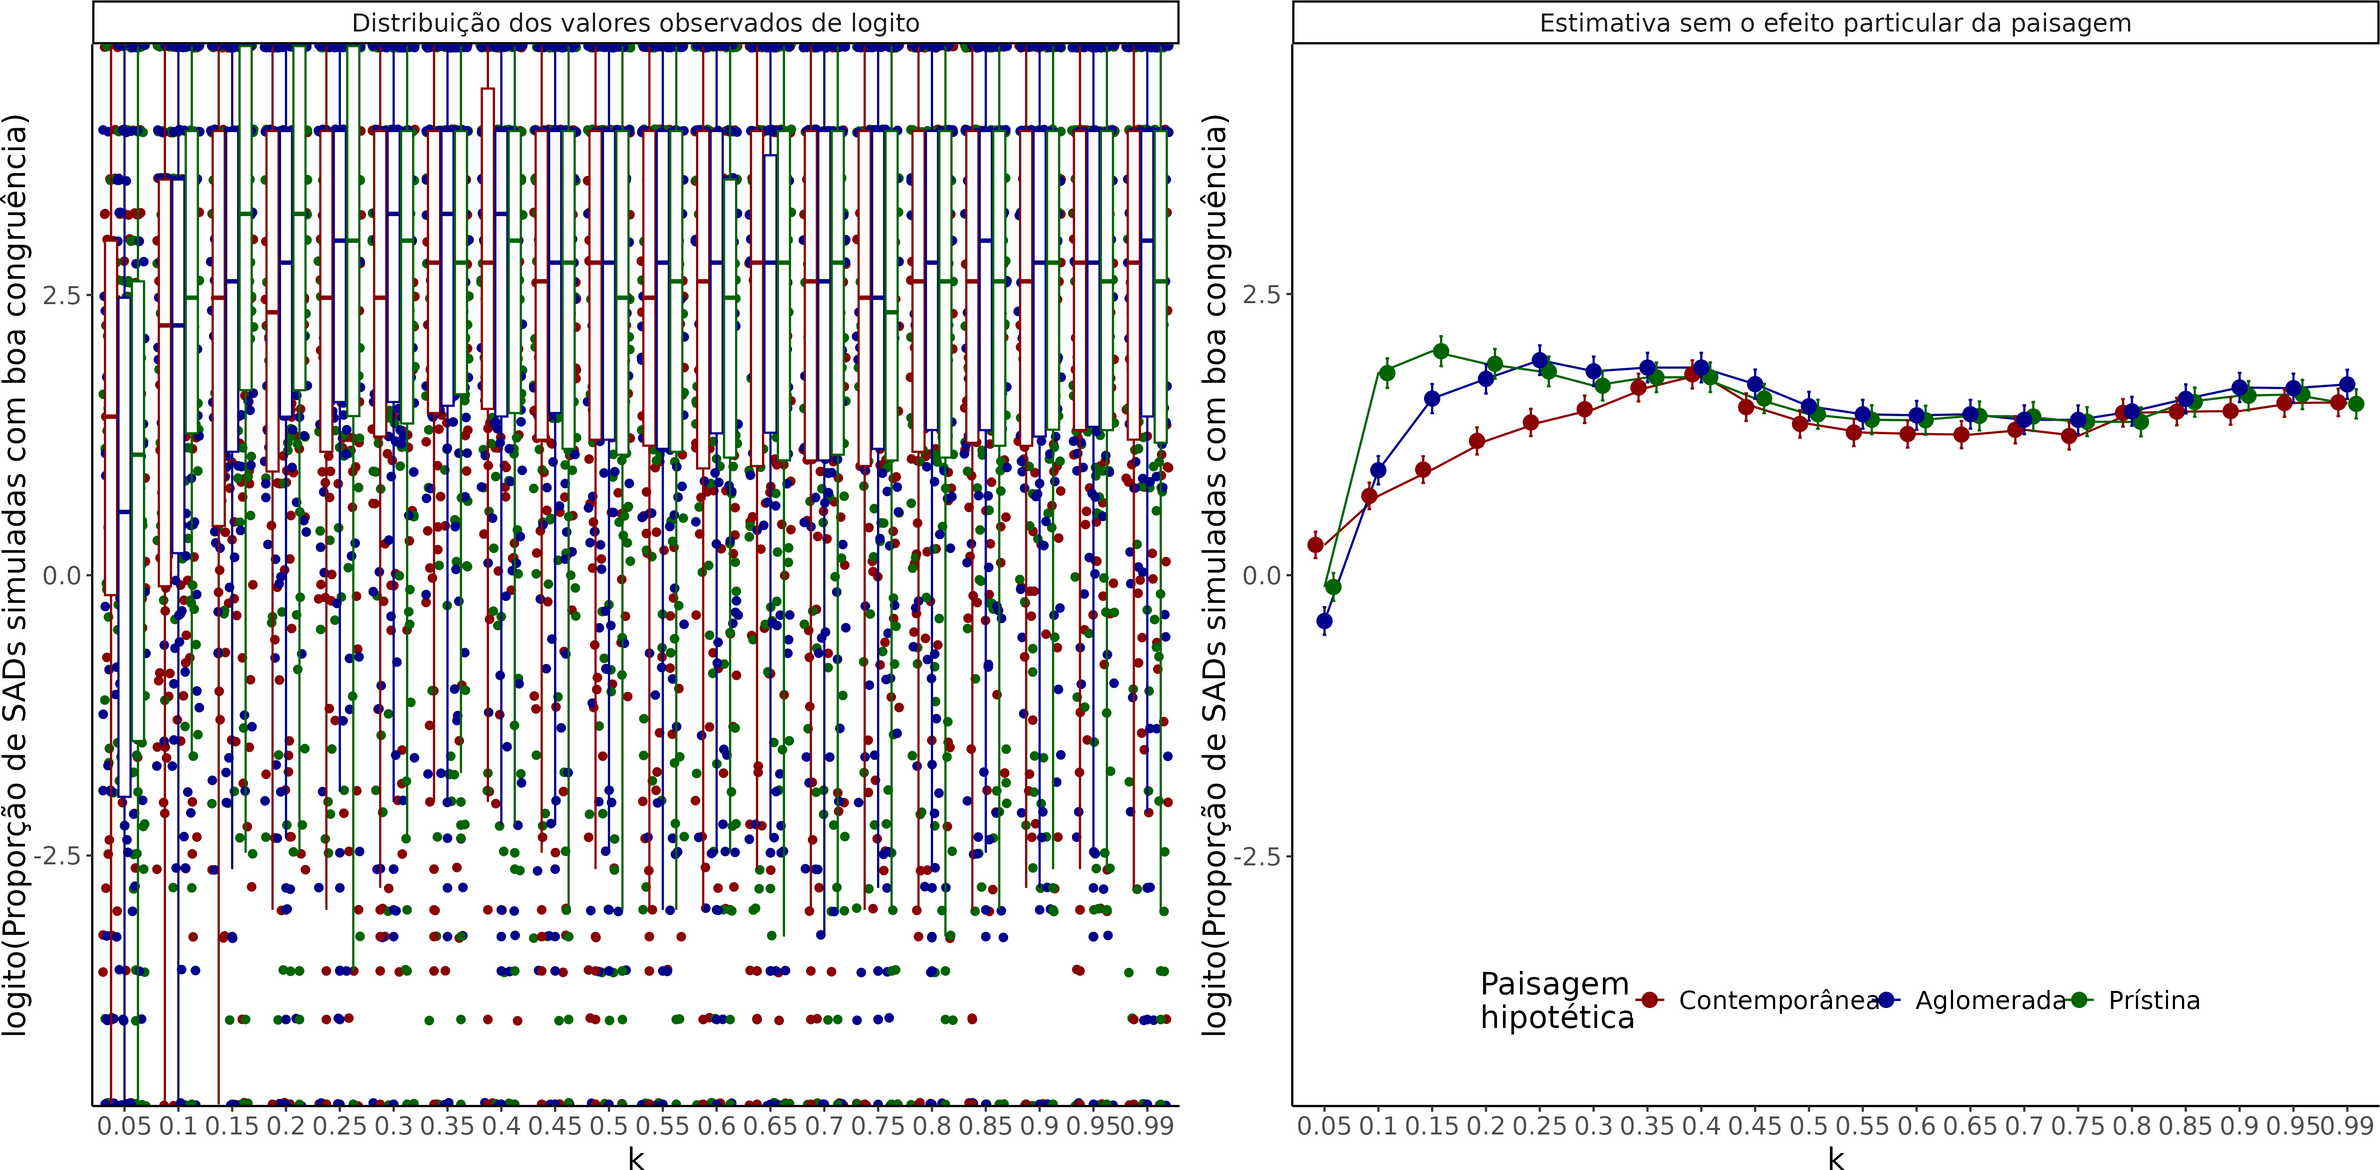 Distribuição dos valores observados de logito
logito(Proporção de SADs simuladas com boa congruência)
2.5
0.0
-2.5
0.05 0.1 0.15 0.2 0.25 0.3 0.35 0.4 0.45 0.5 0.55 0.6 0.65 0.7 0.75 0.8 0.85 0.9 0.95 0.99
k
Estimativa sem o efeito particular da paisagem
logito(Proporção de SADs simuladas com boa congruência)
2.5
0.0
-2.5
Paisagem
hipotética
Contemporânea Aglomerada Prístina
0.05 0.1 0.15 0.2 0.25 0.3 0.35 0.4 0.45 0.5 0.55 0.6 0.65 0.7 0.75 0.8 0.85 0.9 0.95 0.99
k